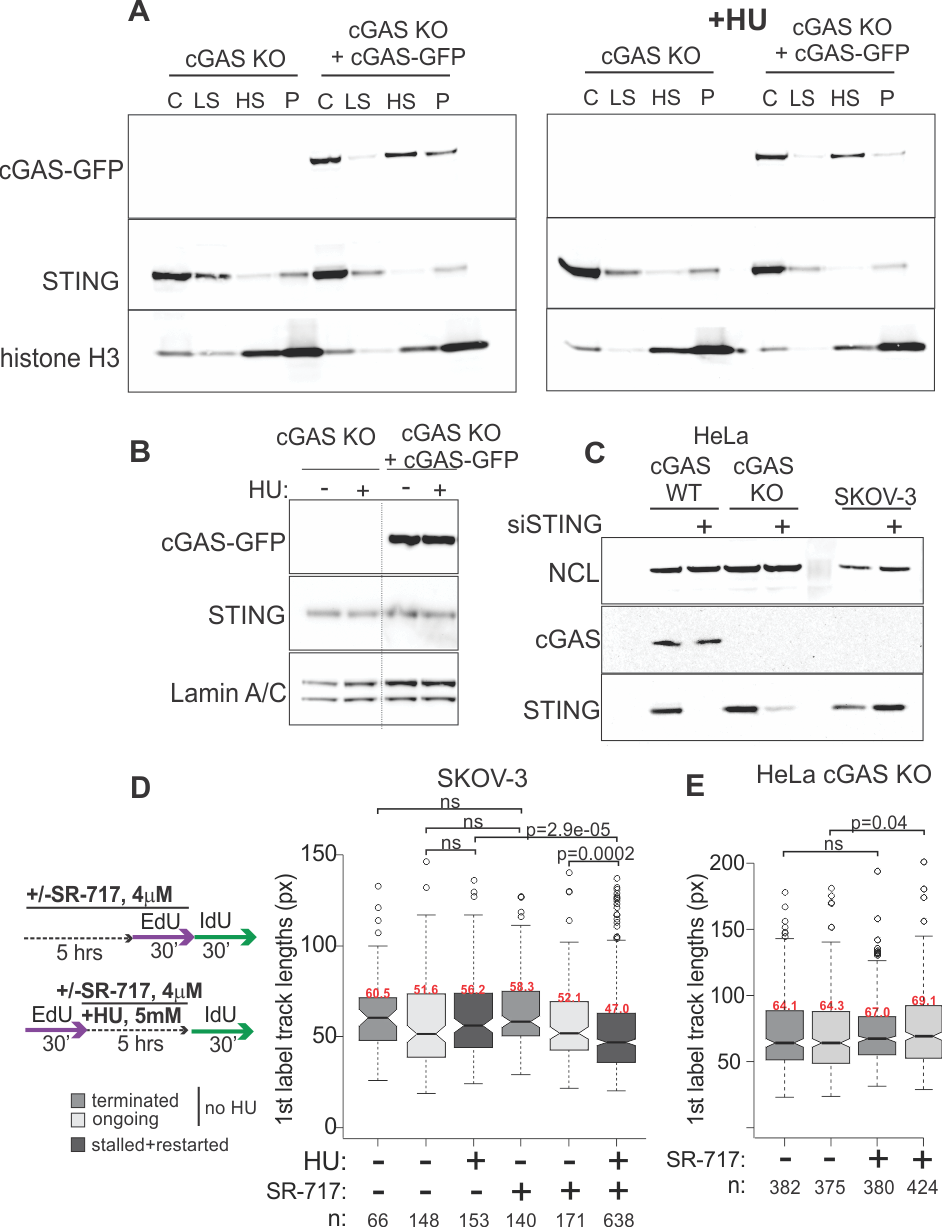 A
cGAS KO
cGAS KO
+ cGAS-GFP
C LS HS P C LS HS P
+HU
cGAS KO
cGAS KO
+ cGAS-GFP
C LS HS P C LS HS P
cGAS-GFP
STING
histone H3
B
cGAS KO
cGAS KO
+ cGAS-GFP
HU: - + - +
cGAS-GFP
STING
Lamin A/C
C
HeLa
cGAS WT
cGAS KO
SKOV-3
siSTING + + +
NCL
cGAS
STING
D
+/-SR-717, 4μM
EdU IdU
5 hrs 30' 30'
+/-SR-717, 4μM
EdU +HU, 5mM IdU
30' 5 hrs 30'
terminated
ongoing
no HU
stalled+restarted
SKOV-3
ns
ns
p=2.9e-05
ns
p=0.0002
1st label track lengths (px)
150
100
50
0
60.5 51.6 56.2 58.3 52.1 47.0
HU: - - + - - +
SR-717: - - - + + +
n: 66 148 153 140 171 638
E
HeLa cGAS KO
p=0.04
ns
1st label track lengths (px)
200
150
100
50
64.1 64.3 67.0 69.1
SR-717: - - + +
n: 382 375 380 424